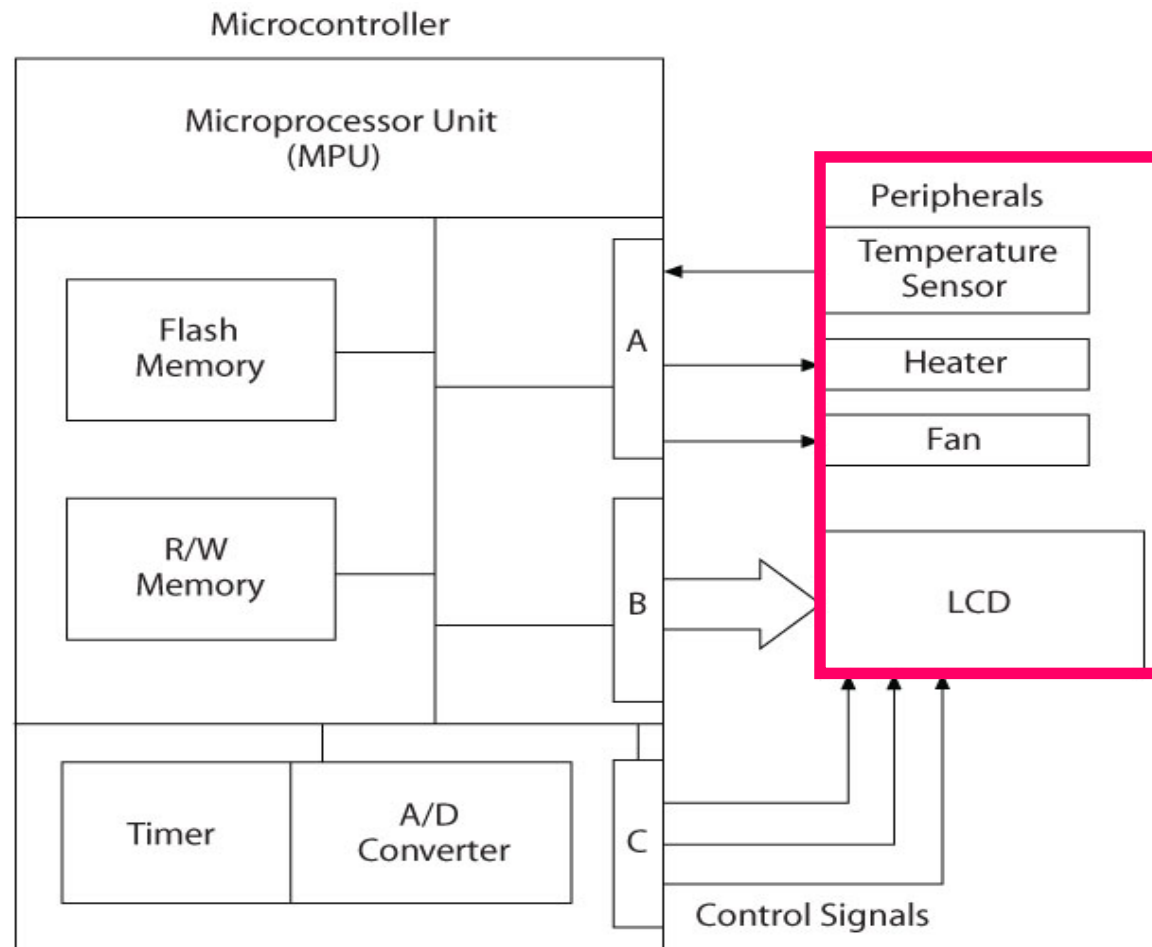 Microcontroller
Microprocessor Unit
(MPU)
Peripherals
Temperature
Sensor
Flash
Memory
A
Heater
Fan
R/W
Memory
B
LCD
Timer
A/D
Converter
C
Control Signals